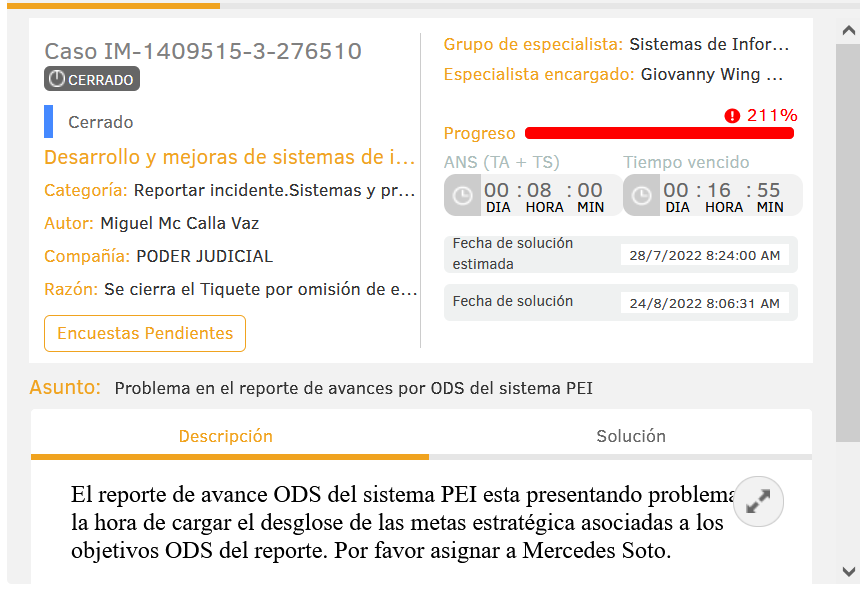 Caso IM-1409515-3-276510
CERRADO
Cerrado
Desarrollo y mejoras de sistemas de i...
Categoría: Reportar incidente.Sistemas y pr...
Autor: Miguel Mc Calla Vaz
Compañía: PODER JUDICIAL
Razón: Se cierra el Tiquete por omisión de e...
Encuestas Pendientes
Grupo de especialista: Sistemas de Infor...
Especialista encargado: Giovanny Wing ...
211%
Progreso
ANS (TA + TS)
00 : 08 : 00
DIA HORA MIN
Tiempo vencido
00 : 16 : 55
DIA HORA MIN
Fecha de solución estimada
28/7/2022 8:24:00 AM
Fecha de solución
24/8/2022 8:06:31 AM
Asunto: Problema en el reporte de avances por ODS del sistema PEI
Descripción
Solución
El reporte de avance ODS del sistema PEI esta presentando problema
la hora de cargar el desglose de las metas estratégica asociadas a los
objetivos ODS del reporte. Por favor asignar a Mercedes Soto.